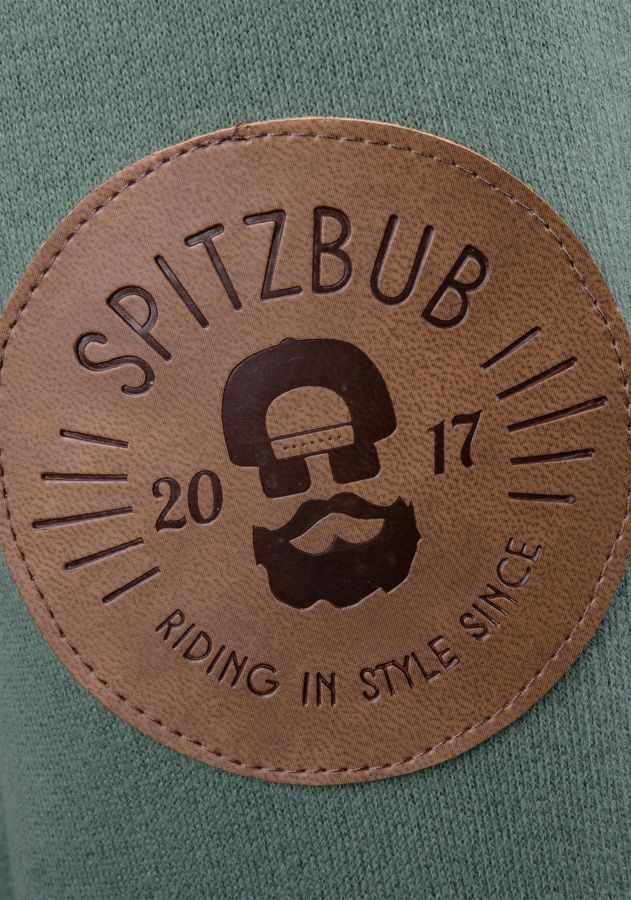 SPITZBUB
20 17
RIDING IN STYLE SINCE